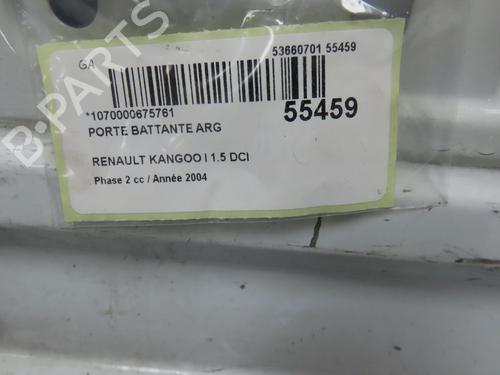 B-PARTS
GA
53660701 55459
*1070000675761
55459
PORTE BATTANTE ARG
RENAULT KANGOO I 1.5 DCI
Phase 2 cc / Année 2004